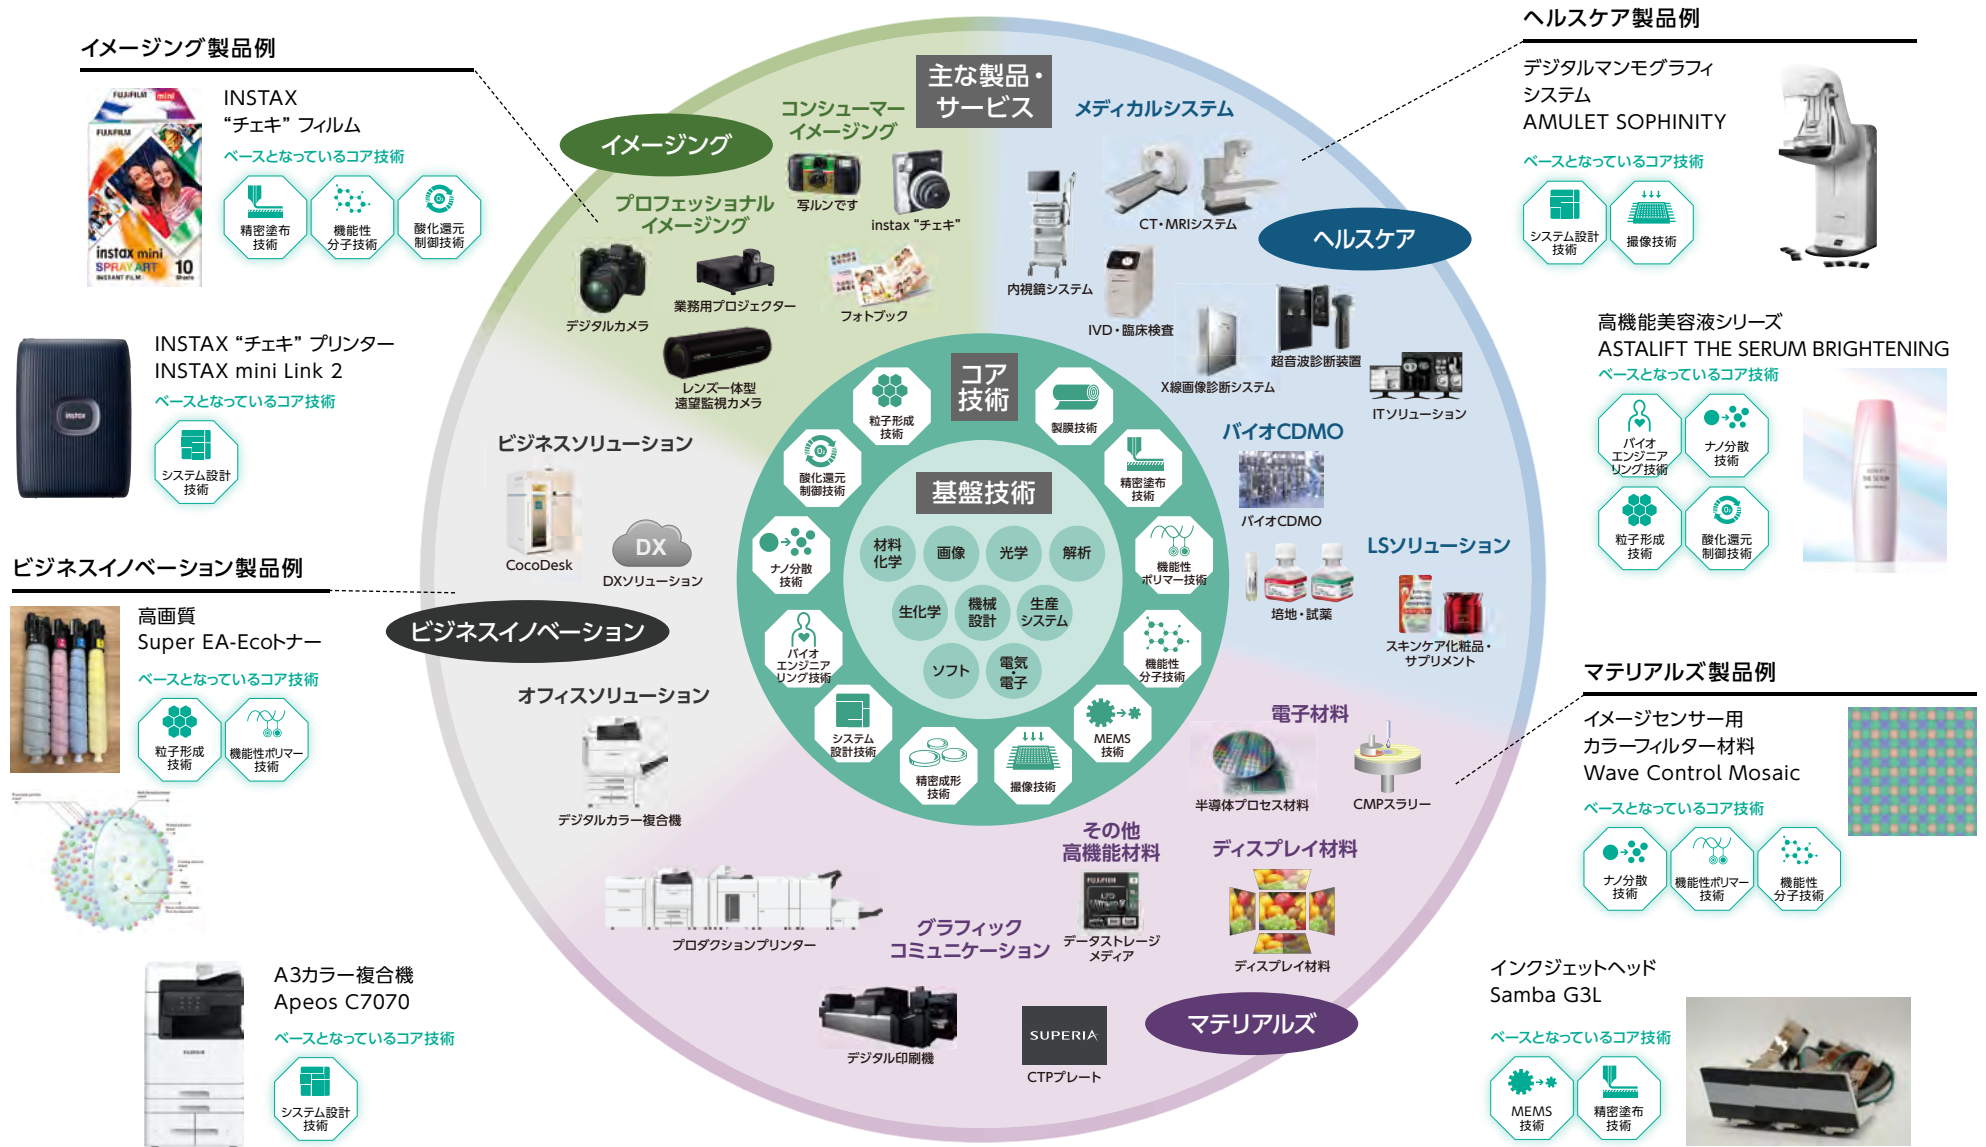 イメージング製品例
INSTAX
“チェキ” フィルム
ベースとなっているコア技術
精密塗布
技術
機能性
分子技術
酸化還元
制御技術
FUJIFILM mini
FUJIFILM
instax mini
SPRAY ART
INSTANT FILM
10
Sheets
INSTAX “チェキ” プリンター
INSTAX mini Link 2
ベースとなっているコア技術
システム設計
技術
instax
ビジネスイノベーション製品例
高画質
Super EA-Ecoトナー
ベースとなっているコア技術
粒子形成
技術
機能性ポリマー
技術
A3カラー複合機
Apeos C7070
ベースとなっているコア技術
システム設計
技術
FUJIFILM
主な製品・
サービス
イメージング
コンシューマー
イメージング
写ルンです
instax “チェキ”
フォトブック
プロフェッショナル
イメージング
デジタルカメラ
業務用プロジェクター
レンズ一体型
遠望監視カメラ
ビジネスソリューション
CocoDesk
DX
DXソリューション
ビジネスイノベーション
オフィスソリューション
デジタルカラー複合機
プロダクションプリンター
グラフィック
コミュニケーション
デジタル印刷機
SUPERIA
CTPプレート
その他
高機能材料
FUJIFILM
LTO
Ultrium
データストレージ
メディア
ディスプレイ材料
ディスプレイ材料
電子材料
半導体プロセス材料
CMPスラリー
マテリアルズ
メディカルシステム
内視鏡システム
CT・MRIシステム
IVD・臨床検査
X線画像診断システム
超音波診断装置
ITソリューション
ヘルスケア
バイオCDMO
バイオCDMO
LSソリューション
培地・試薬
スキンケア化粧品・
サプリメント
コア
技術
粒子形成
技術
製膜技術
精密塗布
技術
機能性
ポリマー技術
機能性
分子技術
MEMS
技術
撮像技術
精密成形
技術
システム
設計技術
バイオ
エンジニア
リング技術
ナノ分散
技術
酸化還元
制御技術
基盤技術
材料
化学
画像
光学
解析
生化学
機械
設計
生産
システム
ソフト
電気
・
電子
ヘルスケア製品例
デジタルマンモグラフィ
システム
AMULET SOPHINITY
ベースとなっているコア技術
システム設計
技術
撮像技術
高機能美容液シリーズ
ASTALIFT THE SERUM BRIGHTENING
ベースとなっているコア技術
バイオ
エンジニア
リング技術
ナノ分散
技術
粒子形成
技術
酸化還元
制御技術
THE SERUM
マテリアルズ製品例
イメージセンサー用
カラーフィルター材料
Wave Control Mosaic
ベースとなっているコア技術
ナノ分散
技術
機能性ポリマー
技術
機能性
分子技術
インクジェットヘッド
Samba G3L
ベースとなっているコア技術
MEMS
技術
精密塗布
技術